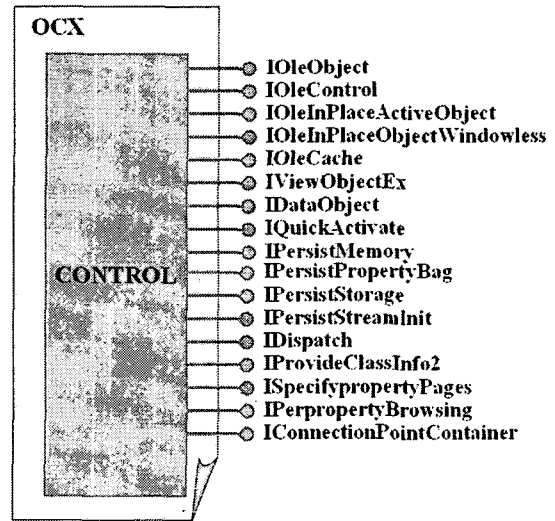 OCX
IOleObject
IOleControl
IOleInPlaceActiveObject
IOleInPlaceObjectWindowless
IOleCache
IViewObjectEx
IDataObject
IQuickActivate
IPersistMemory
CONTROL
IPersistPropertyBag
IPersistStorage
IPersistStreamInit
IDispatch
IProvideClassInfo2
ISpecifypropertyPages
IPerpropertyBrowsing
IConnectionPointContainer